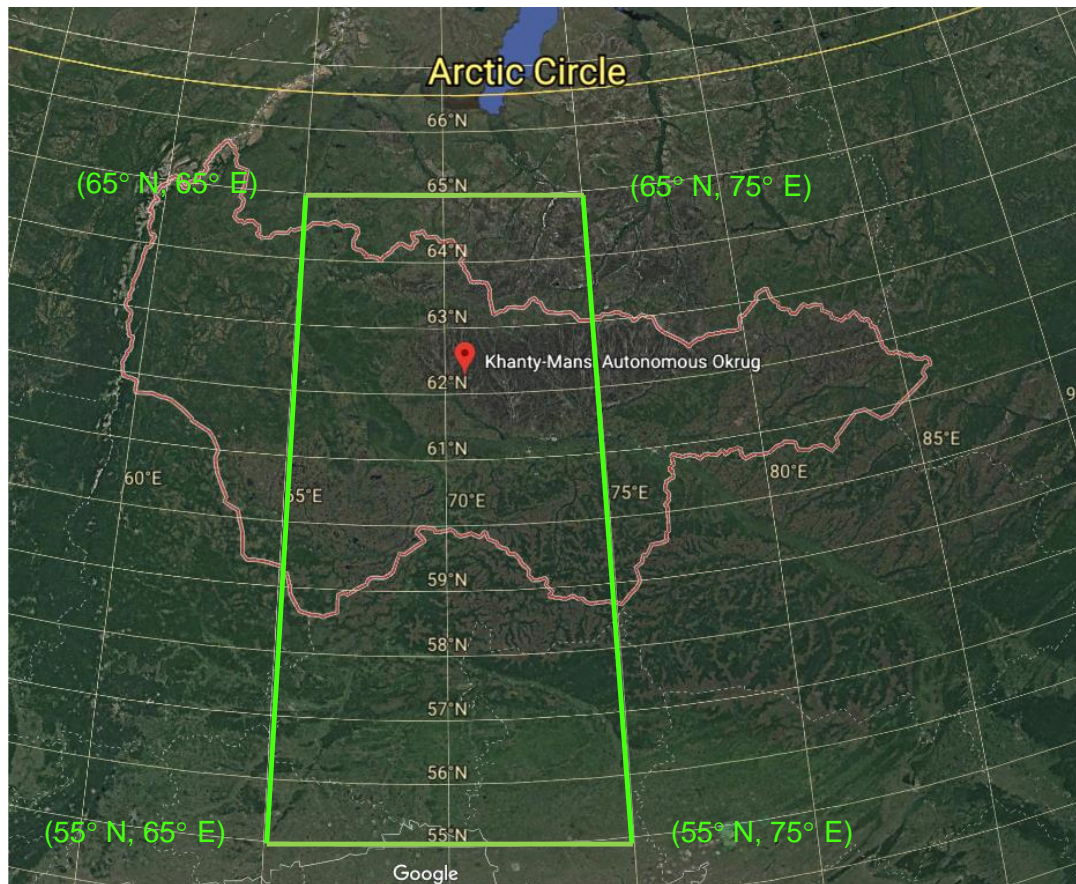 Arctic Circle
66°N
(65° N, 65° E)
65°N
(65° N, 75° E)
64°N
63°N
Khanty-Mansi Autonomous Okrug
62°N
61°N
85°E
60°E
65°E
70°E
75°E
80°E
59°N
58°N
57°N
56°N
(55° N, 65° E)
55°N
(55° N, 75° E)
Google